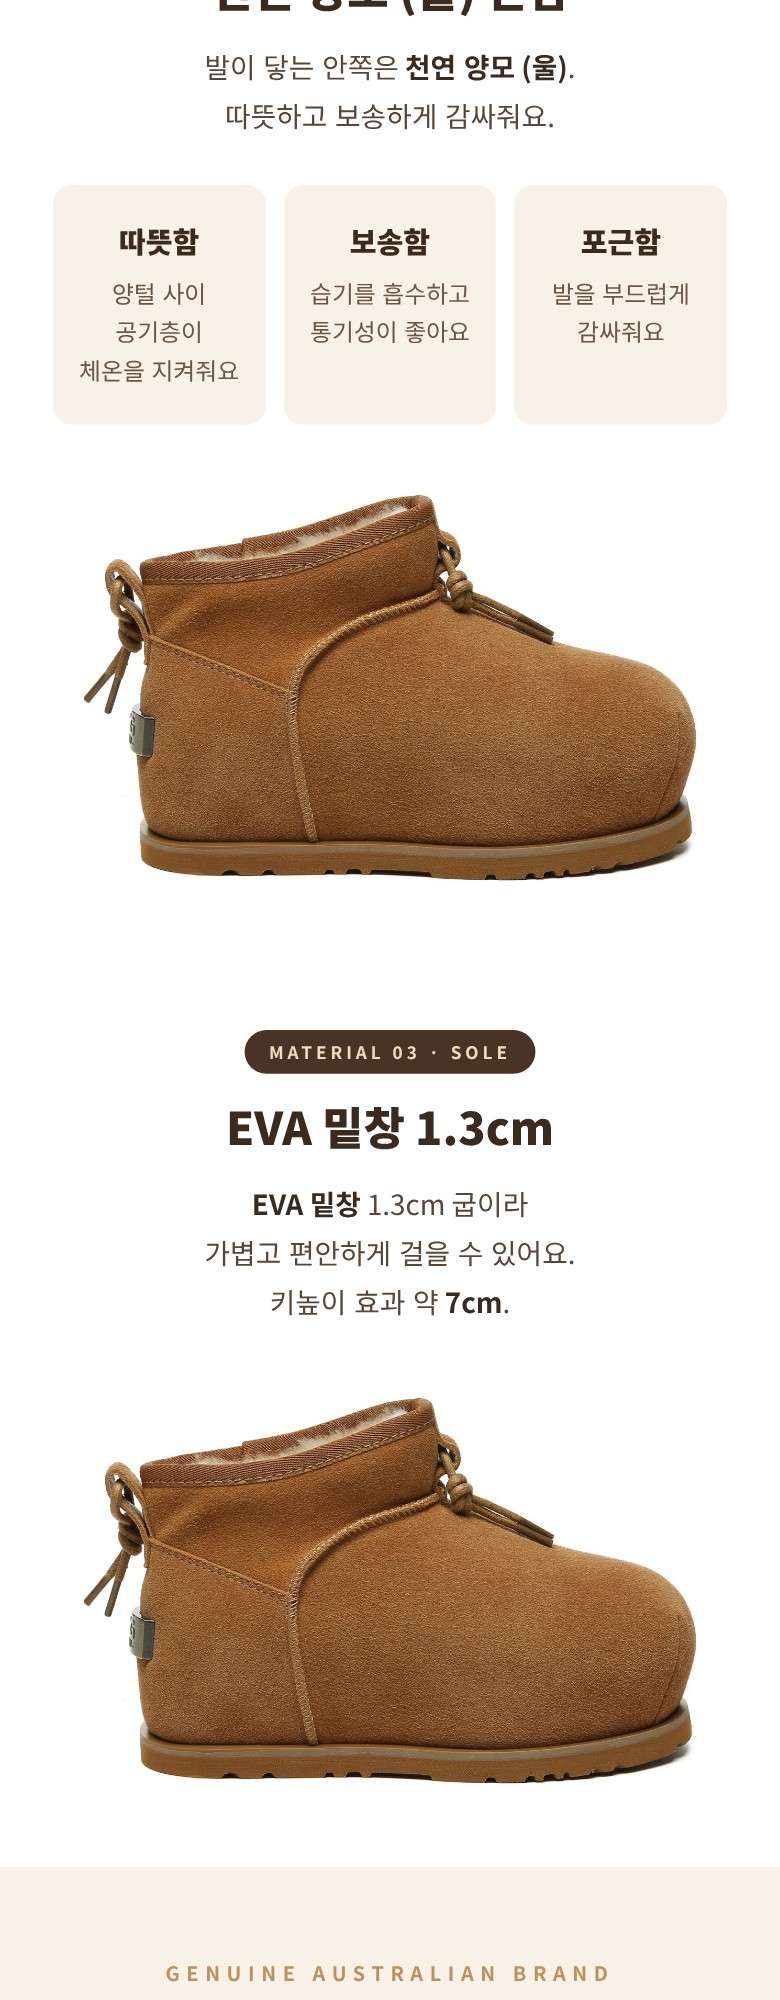 발이 닿는 안쪽은 천연 양모 (울).
따뜻하고 보송하게 감싸줘요.
따뜻함
양털 사이
공기층이
체온을 지켜줘요
보송함
습기를 흡수하고
통기성이 좋아요
포근함
발을 부드럽게
감싸줘요
MATERIAL 03 · SOLE
EVA 밑창 1.3cm
EVA 밑창 1.3cm 굽이라
가볍고 편안하게 걸을 수 있어요.
키높이 효과 약 7cm.
GENUINE AUSTRALIAN BRAND